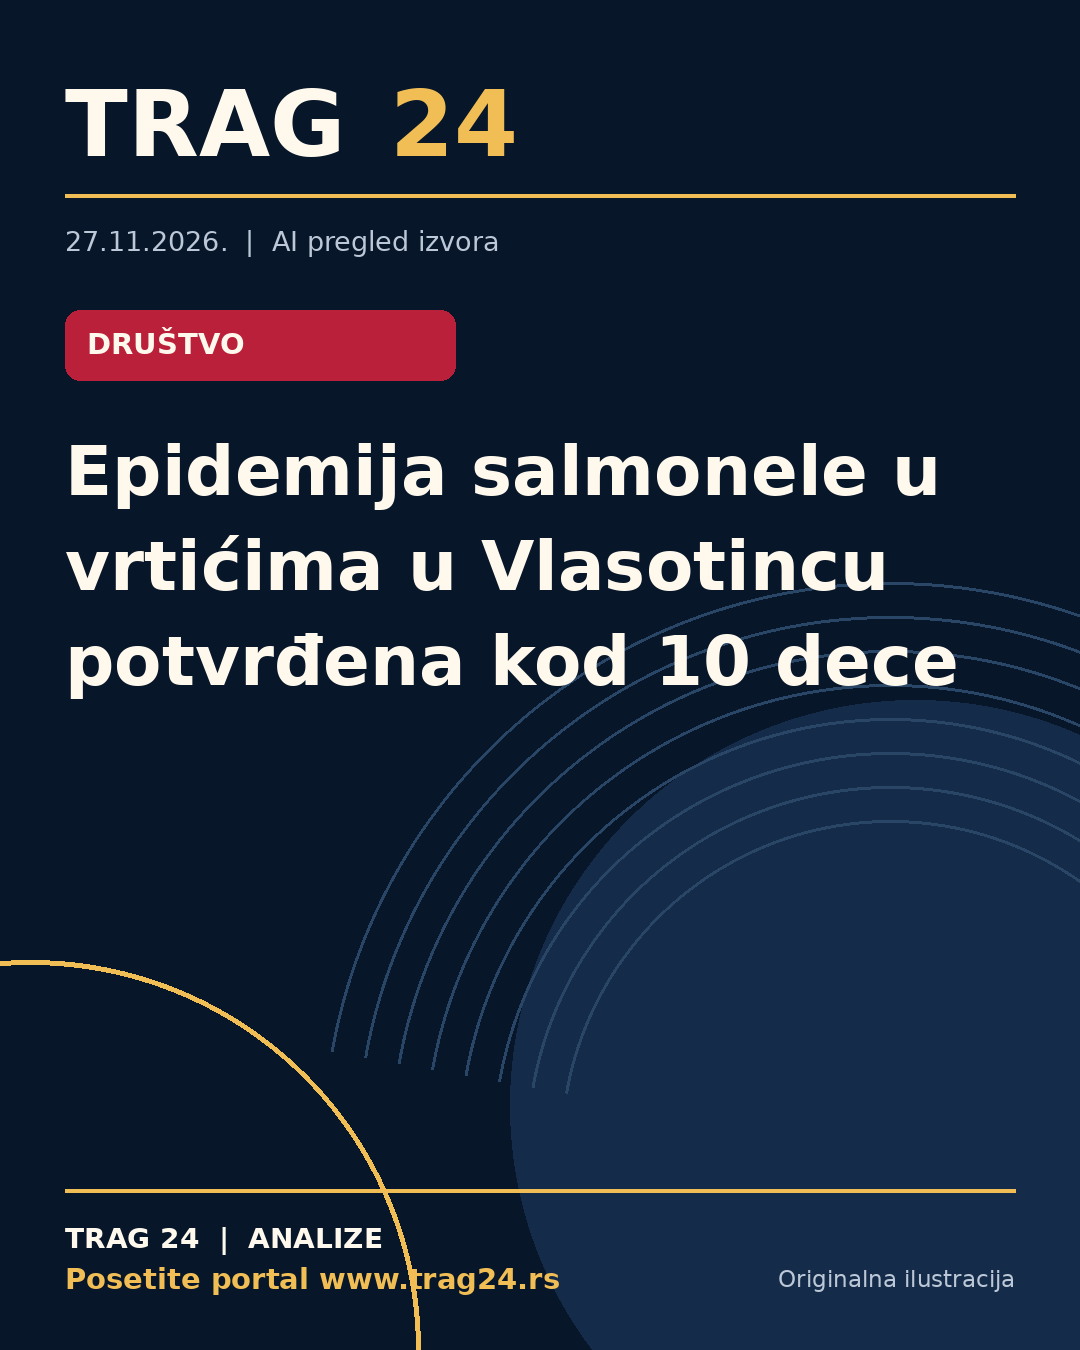 TRAG 24
27.11.2026. | AI pregled izvora
DRUŠTVO
Epidemija salmonele u
vrtićima u Vlasotincu
potvrđena kod 10 dece
TRAG 24 | ANALIZE
Posetite portal www.trag24.rs
Originalna ilustracija